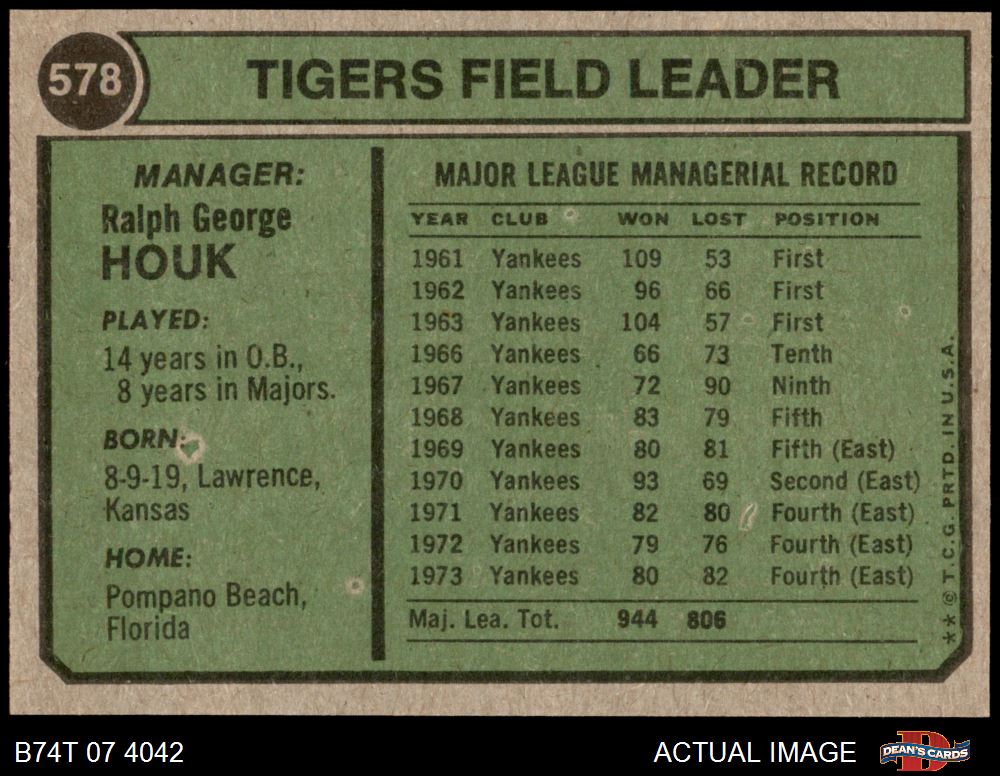 578
TIGERS FIELD LEADER
MANAGER:
Ralph George
HOUK
PLAYED:
14 years in O.B.,
8 years in Majors.
BORN:
8-9-19, Lawrence,
Kansas
HOME:
Pompano Beach,
Florida
MAJOR LEAGUE MANAGERIAL RECORD
YEAR CLUB WON LOST POSITION
1961 Yankees 109 53 First
1962 Yankees 96 66 First
1963 Yankees 104 57 First
1966 Yankees 66 73 Tenth
1967 Yankees 72 90 Ninth
1968 Yankees 83 79 Fifth
1969 Yankees 80 81 Fifth (East)
1970 Yankees 93 69 Second (East)
1971 Yankees 82 80 Fourth (East)
1972 Yankees 79 76 Fourth (East)
1973 Yankees 80 82 Fourth (East)
Maj. Lea. Tot. 944 806
** © T.C.G. PRTD. IN U.S.A.
B74T 07 4042
ACTUAL IMAGE
DEAN'S CARDS